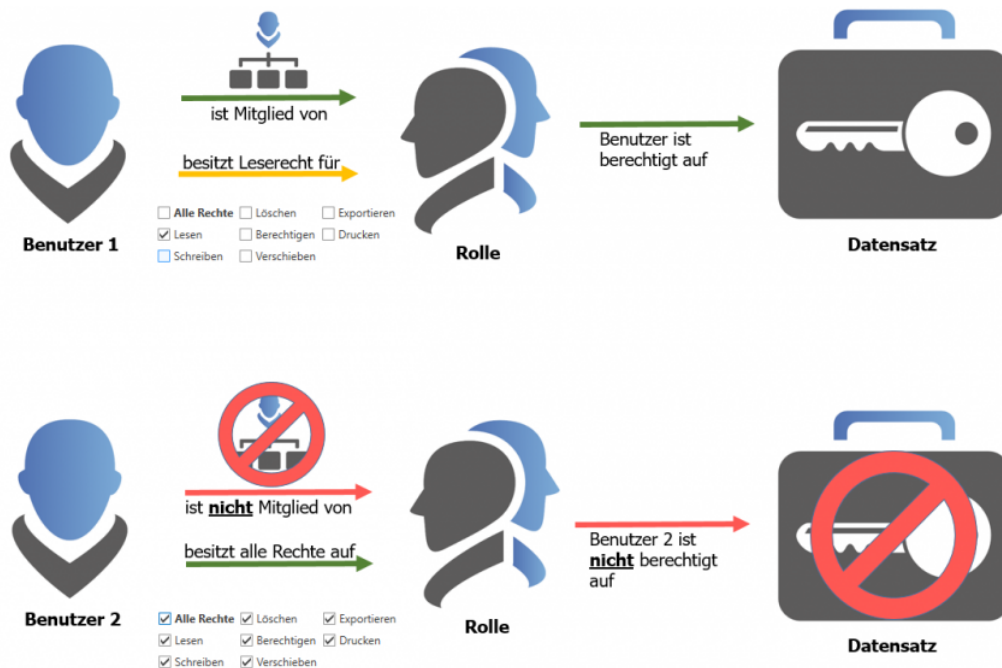 ist Mitglied von
besitzt Leserecht für
Alle Rechte Löschen Exportieren
Lesen Berechtigen Drucken
Schreiben Verschieben
Benutzer 1
Rolle
Benutzer ist
berechtigt auf
Datensatz
ist nicht Mitglied von
besitzt alle Rechte auf
Alle Rechte Löschen Exportieren
Lesen Berechtigen Drucken
Schreiben Verschieben
Benutzer 2
Rolle
Benutzer 2 ist
nicht berechtigt
auf
Datensatz